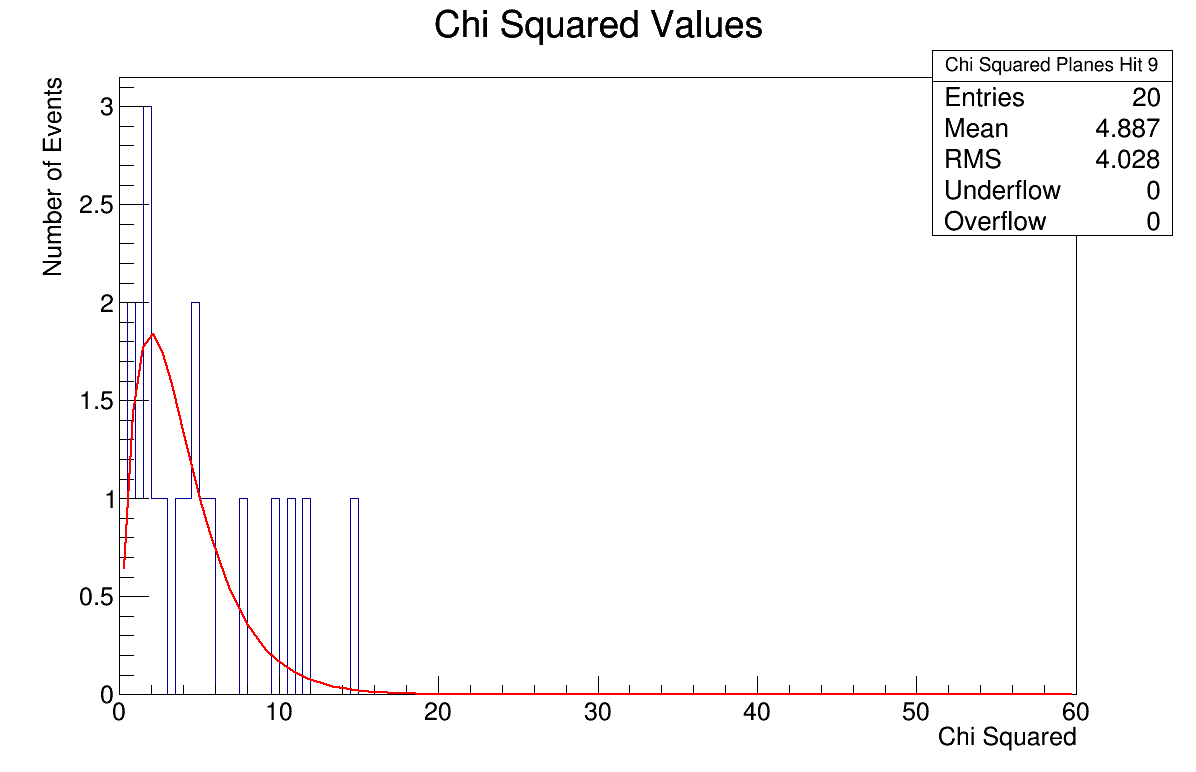 Chi Squared Values
Chi Squared Planes Hit 9
Entries 20
Mean 4.887
RMS 4.028
Underflow 0
Overflow 0
Number of Events
3
2.5
2
1.5
1
0.5
0
0 10 20 30 40 50 60
Chi Squared